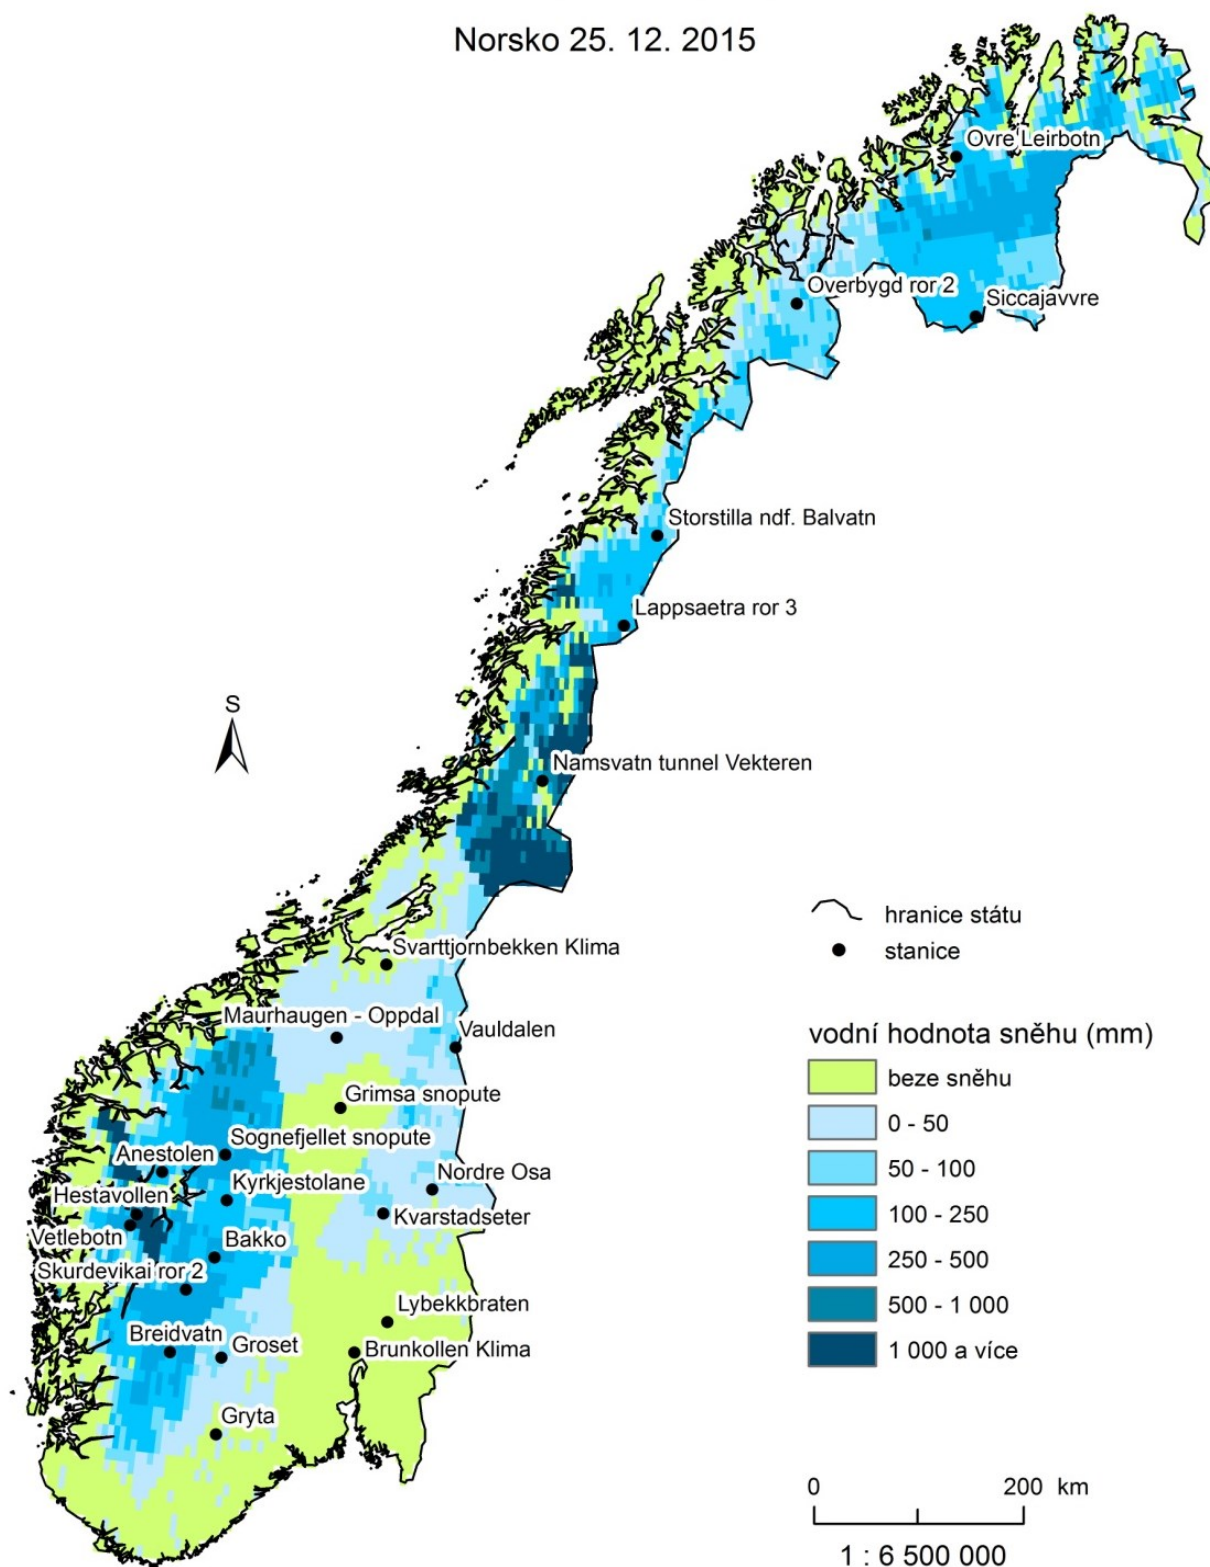 Norsko 25. 12. 2015
Ovre Leirbotn
Overbygd ror 2
Siccajavvre
Storstilla ndf. Balvatn
Lappsaetra ror 3
S
Namsvatn tunnel Vekteren
hranice státu
stanice
Svarttjornbekken Klima
Maurhaugen - Oppdal
Vauldalen
vodní hodnota sněhu (mm)
beze sněhu
Grimsa snopute
0 - 50
Sognefjellet snopute
Anestolen
50 - 100
Kyrkjestolane
Nordre Osa
Hestavollen
Kvarstadseter
100 - 250
Vetlebotn
Bakko
250 - 500
Skurdevikai ror 2
Lybekkbraten
500 - 1 000
Breidvatn
Groset
Brunkollen Klima
1 000 a více
Gryta
0 200 km
1 : 6 500 000